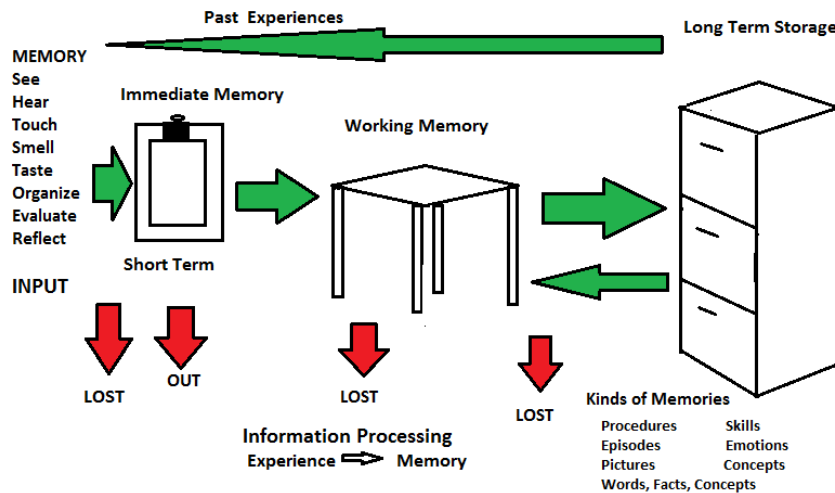 Past Experiences
Long Term Storage
MEMORY
See
Hear
Touch
Smell
Taste
Organize
Evaluate
Reflect
INPUT
Immediate Memory
Short Term
Working Memory
LOST
OUT
LOST
LOST
Information Processing
Experience Memory
Kinds of Memories
Procedures Skills
Episodes Emotions
Pictures Concepts
Words, Facts, Concepts